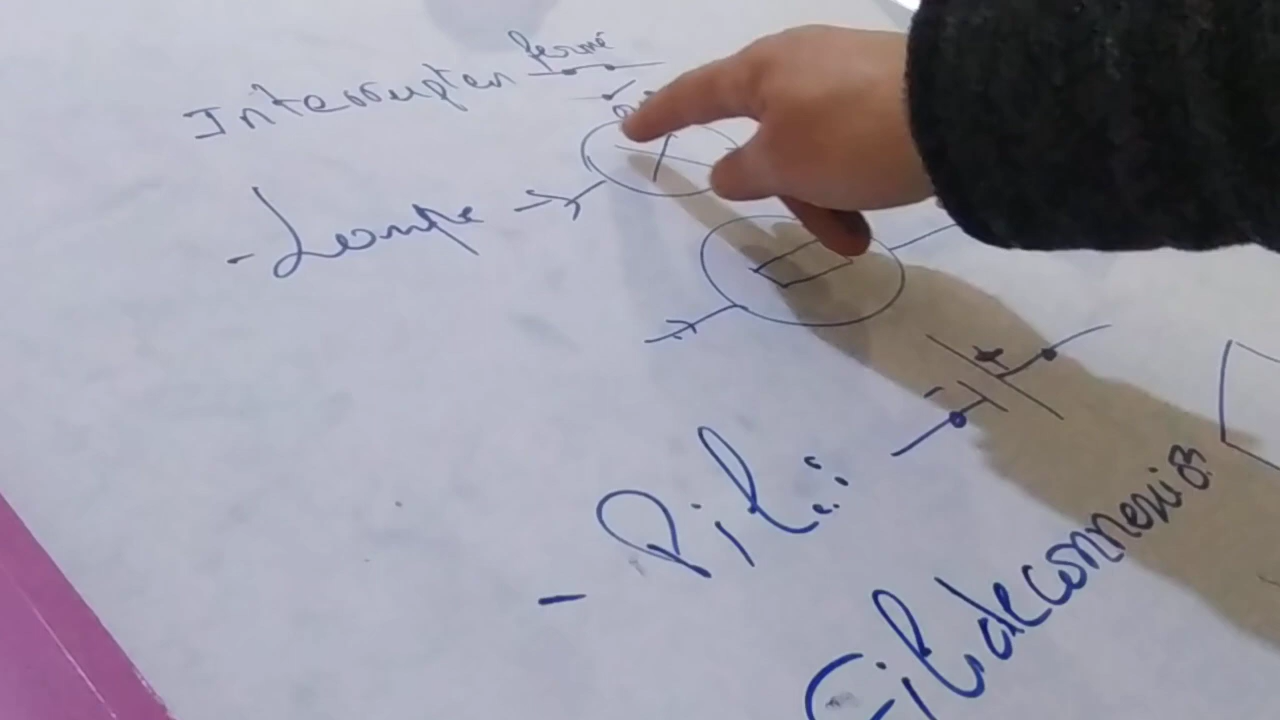 Interrupteur fermé
- Lampe
- Pile:
Fil de connexion